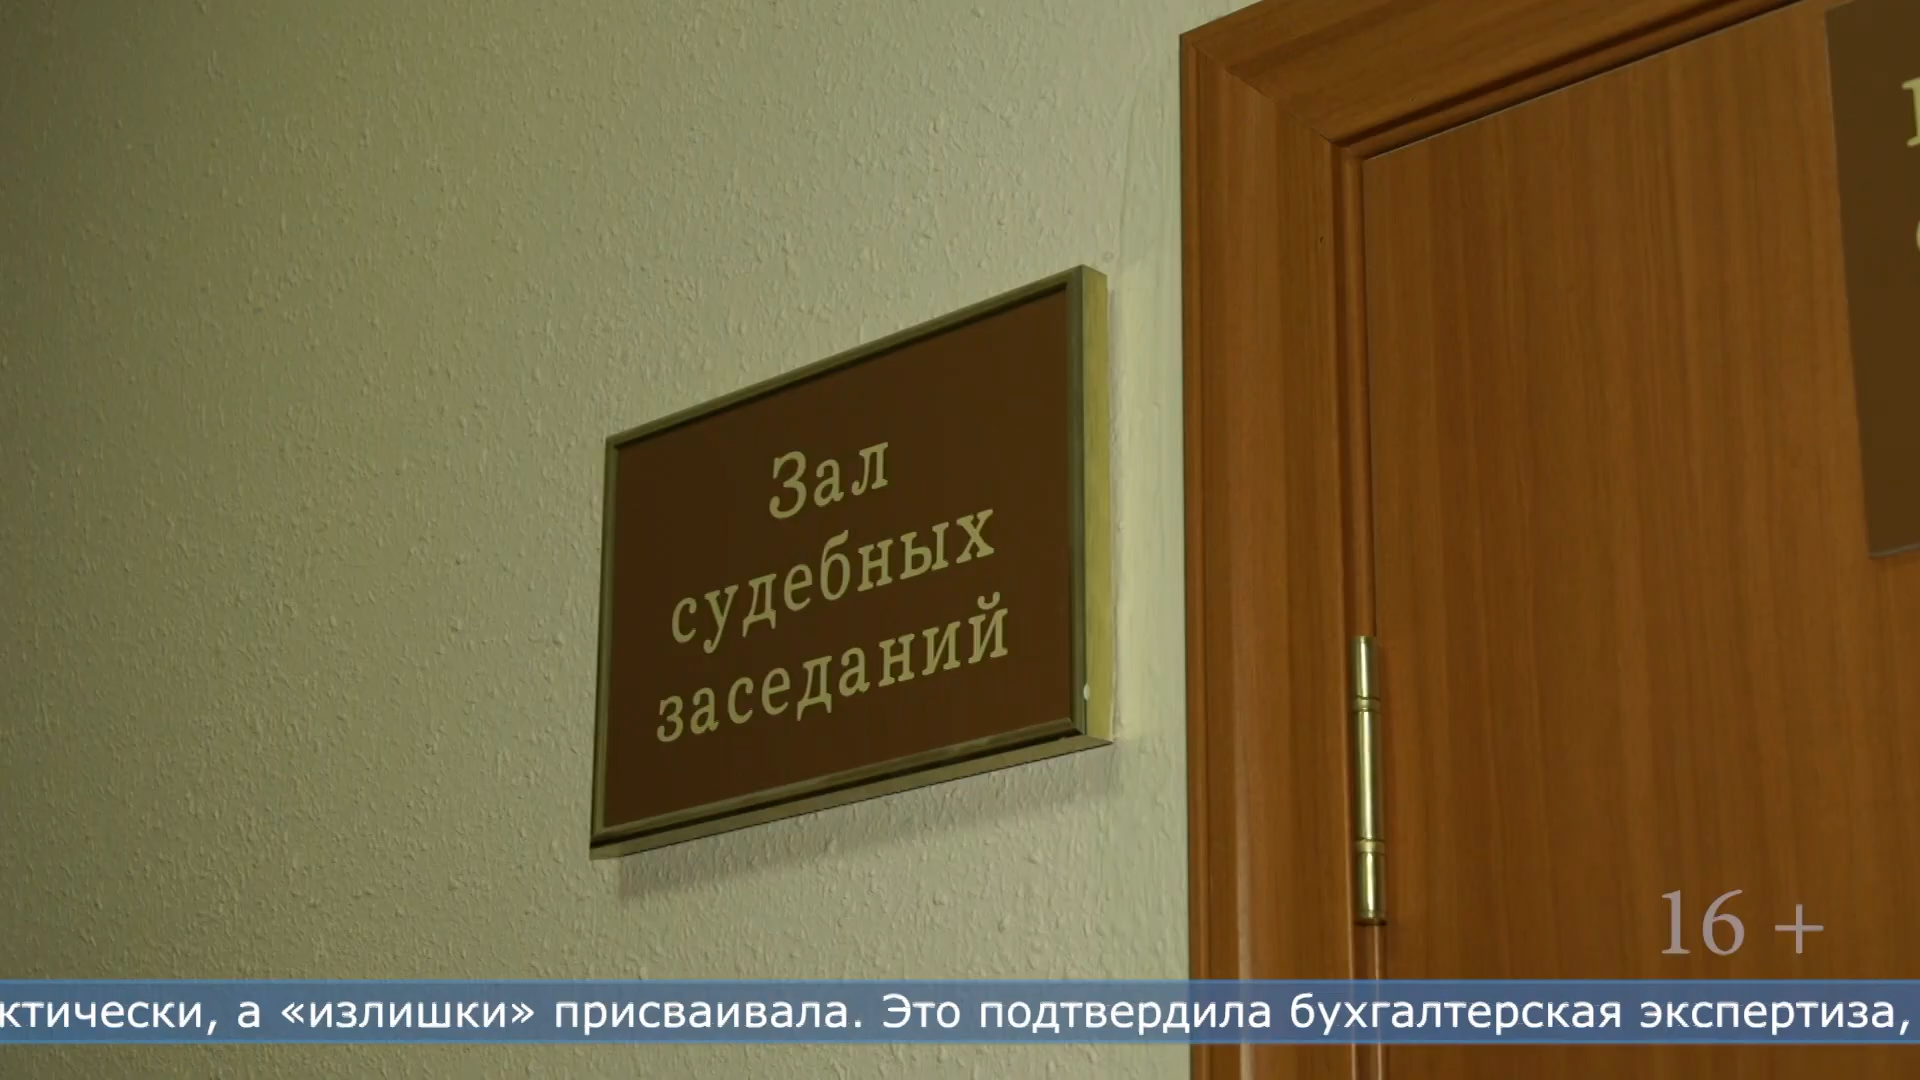 Зал
судебных
заседаний
16 +
ктически, а «излишки» присваивала. Это подтвердила бухгалтерская экспертиза,